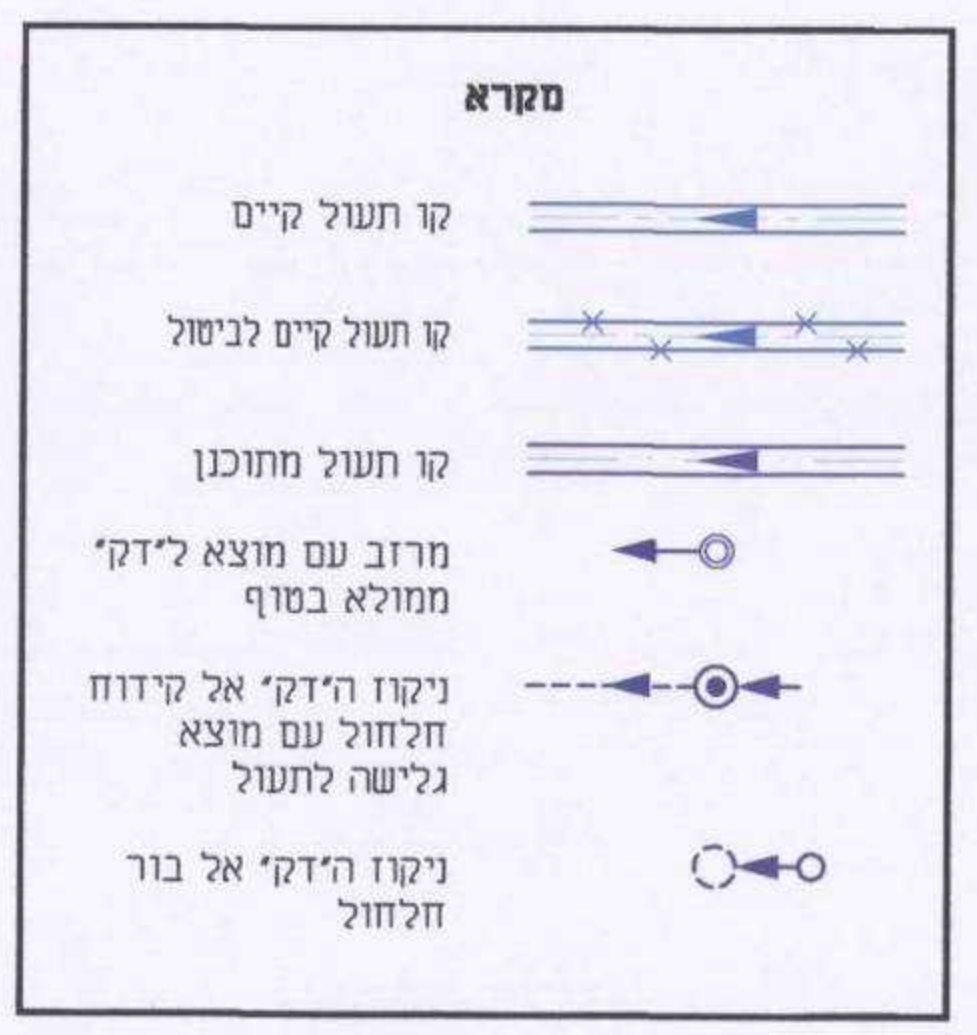 מקרא
קו תעול קיים
קו תעול קיים לביטול
קו תעול מתוכנן
מרזב עם מוצא ל"דק"
ממולא בטוף
ניקוז ה"דק" אל קידוח
חלחול עם מוצא
גלישה לתעול
ניקוז ה"דק" אל בור
חלחול